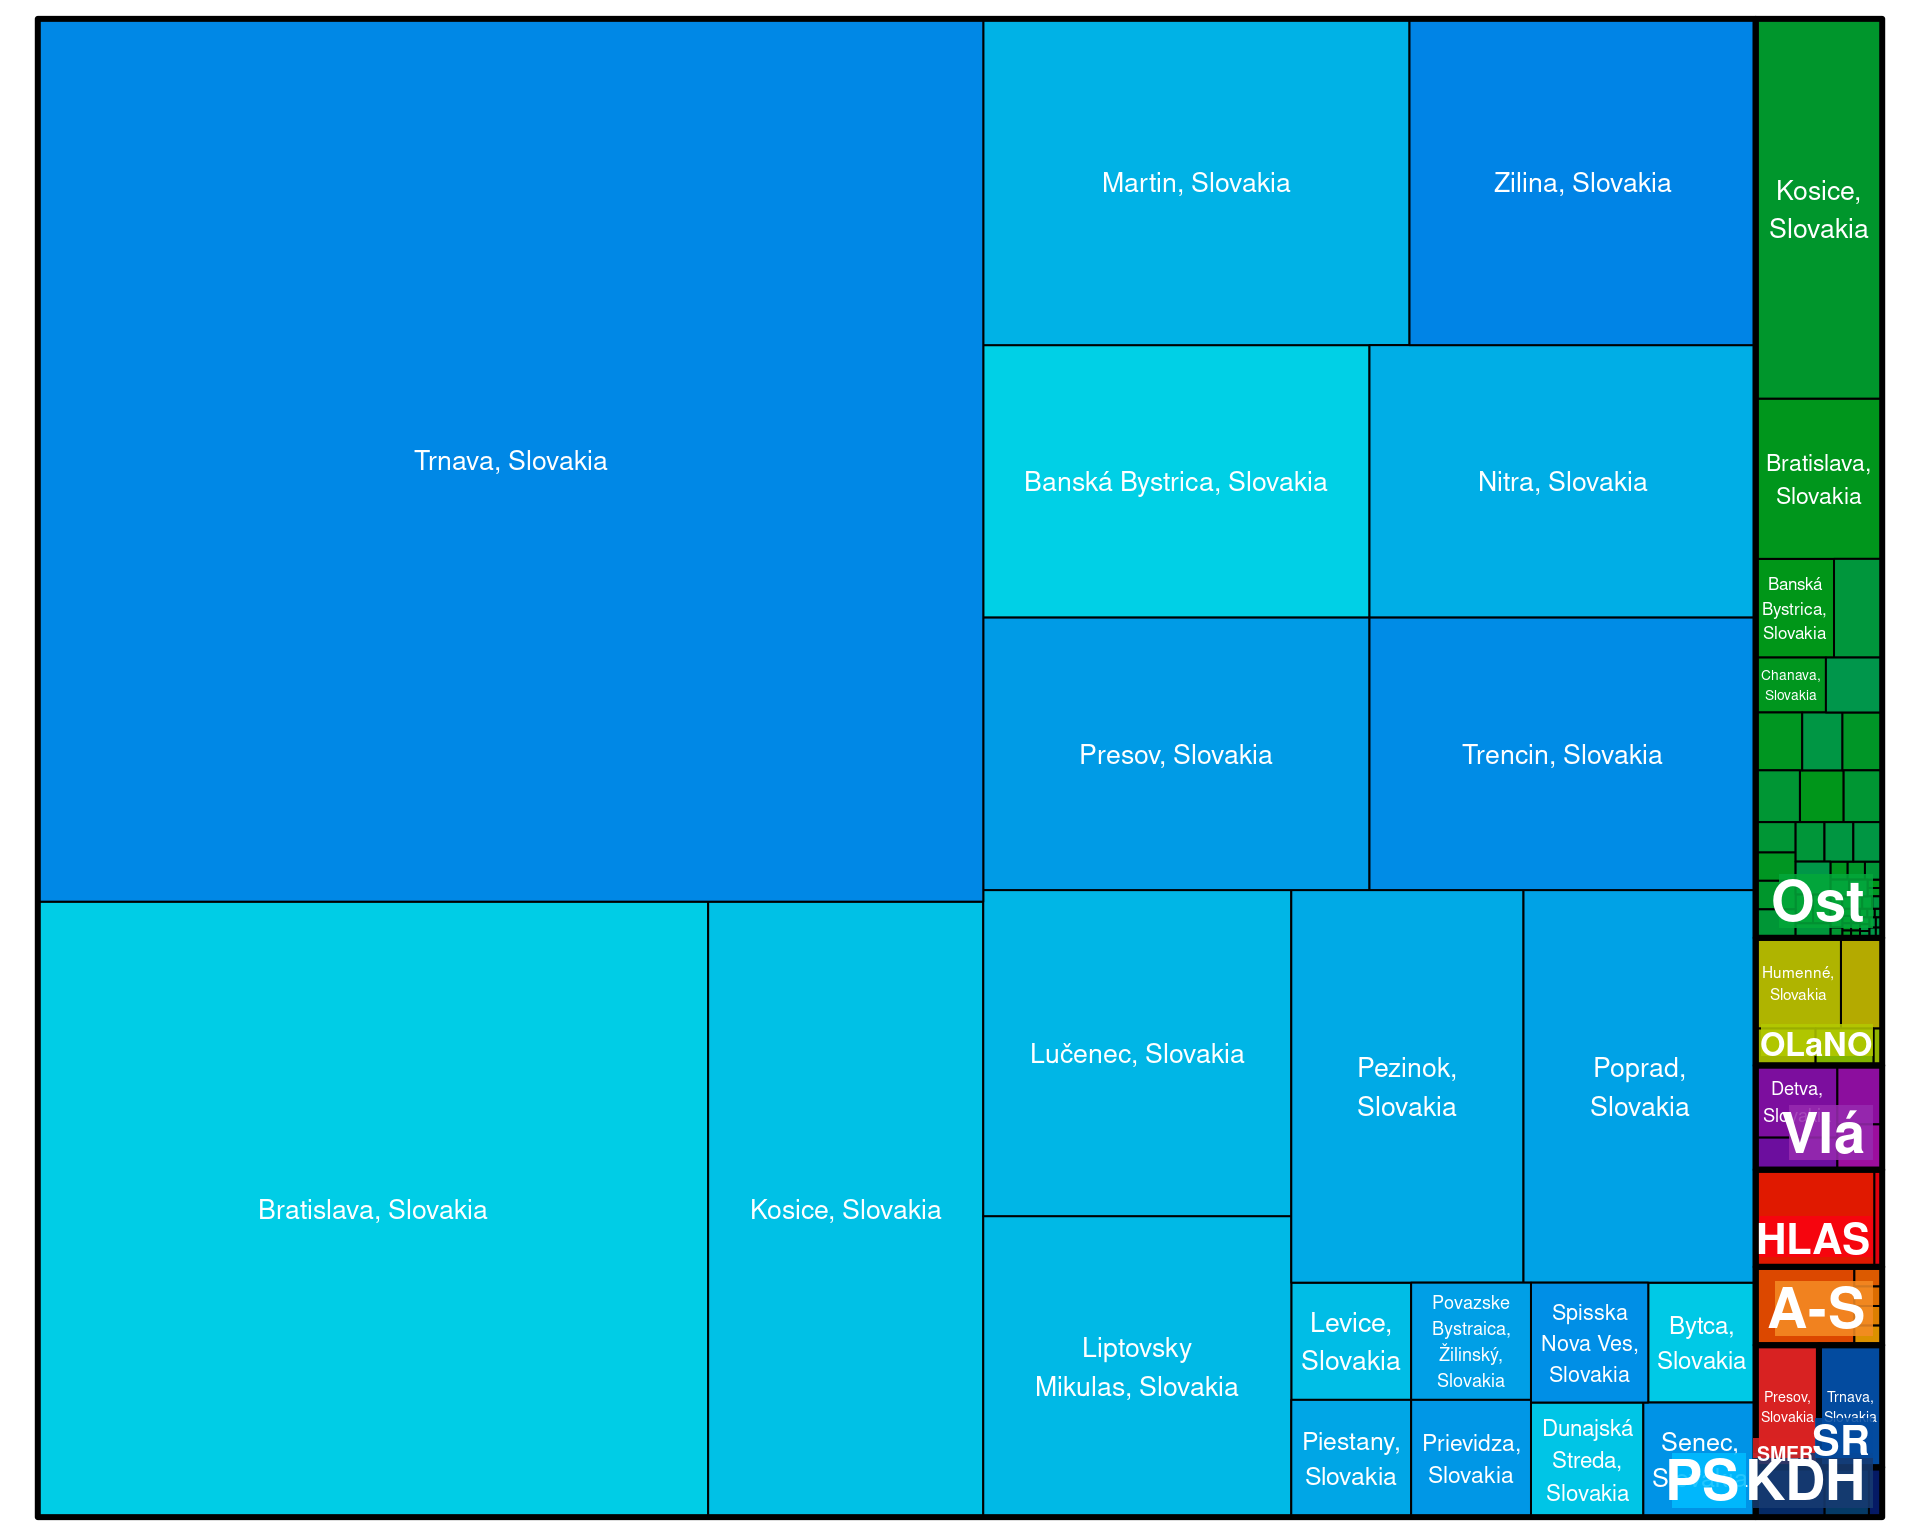 Trnava, Slovakia
Bratislava, Slovakia
Kosice, Slovakia
Martin, Slovakia
Zilina, Slovakia
Banská Bystrica, Slovakia
Nitra, Slovakia
Presov, Slovakia
Trencin, Slovakia
Lučenec, Slovakia
Liptovsky
Mikulas, Slovakia
Pezinok,
Slovakia
Poprad,
Slovakia
Levice,
Slovakia
Povazske
Bystraica,
Žilinský,
Slovakia
Spisska
Nova Ves,
Slovakia
Bytca,
Slovakia
Piestany,
Slovakia
Prievidza,
Slovakia
Dunajská
Streda,
Slovakia
Senec,
PS
Kosice,
Slovakia
Bratislava,
Slovakia
Banská
Bystrica,
Slovakia
Chanava,
Slovakia
Ost
Humenné,
Slovakia
OLaNO
Detva,
Vlá
HLAS
A-S
Presov,
Slovakia
SMER
Trnava,
Slovakia
SR
KDH